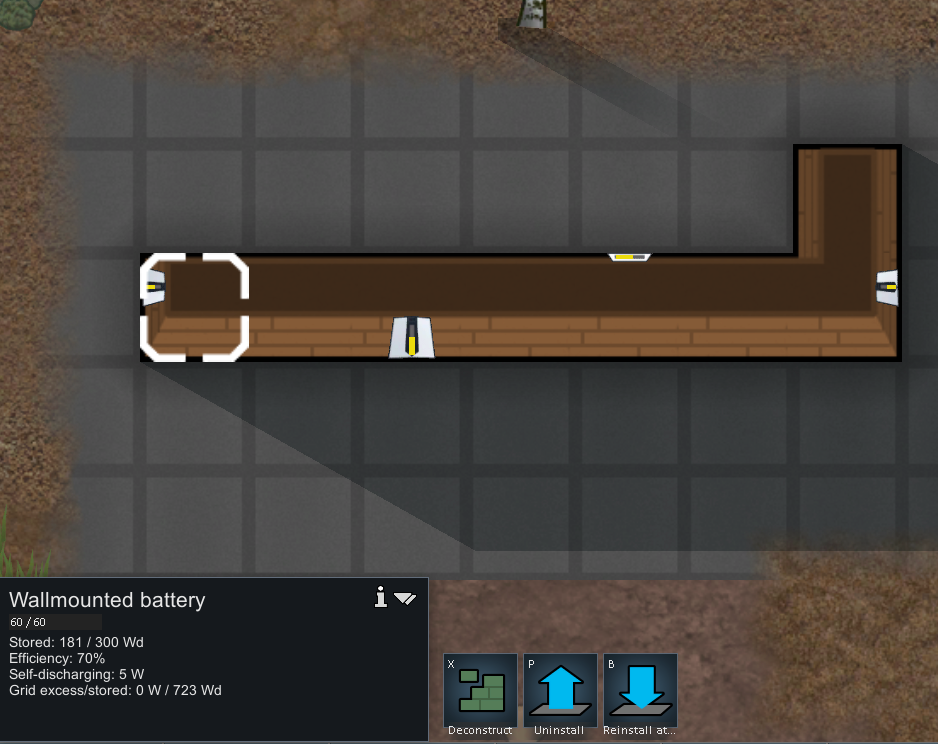 Wallmounted battery
60 / 60
Stored: 181 / 300 Wd
Efficiency: 70%
Self-discharging: 5 W
Grid excess/stored: 0 W / 723 Wd
X
Deconstruct
P
Uninstall
B
Reinstall at...